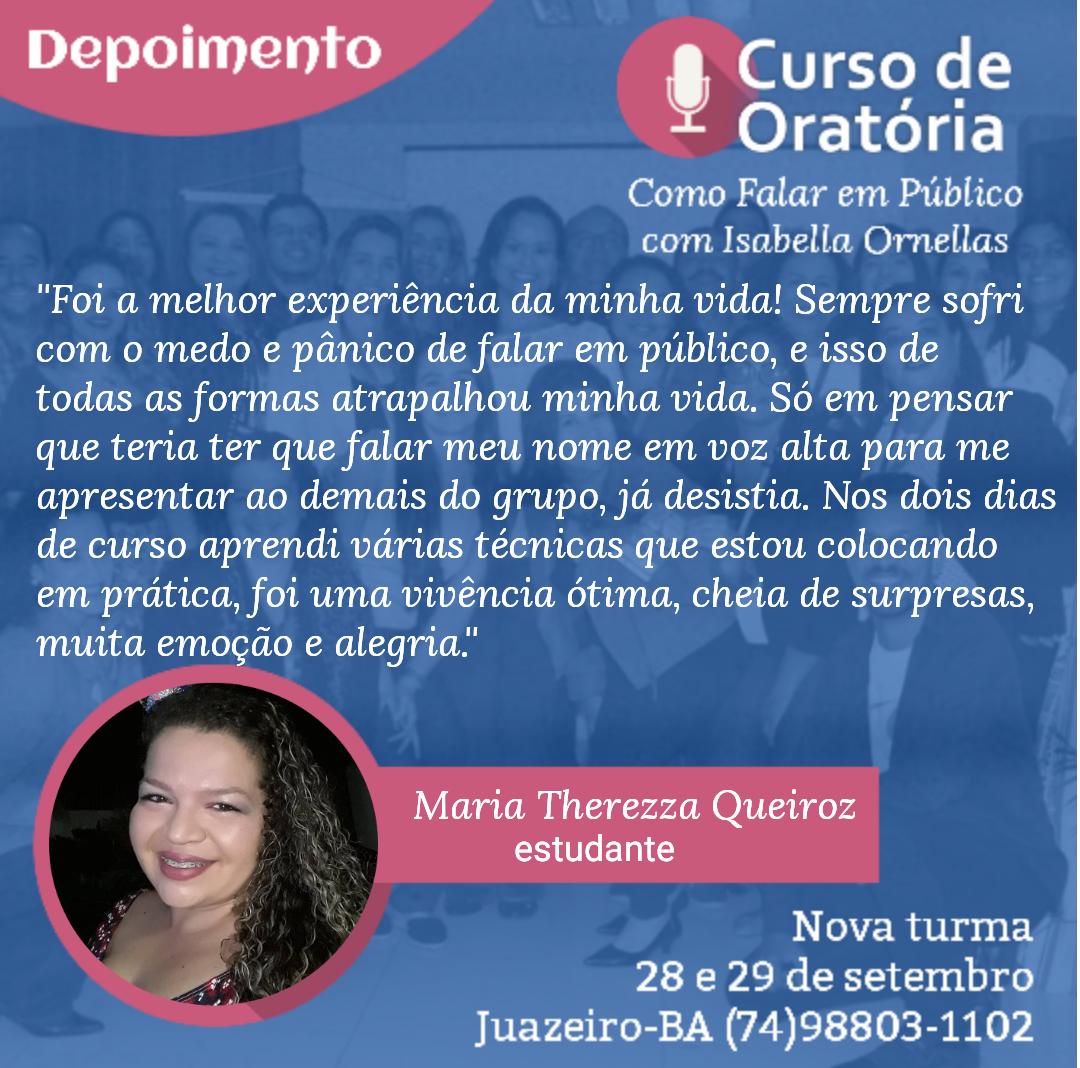 Depoimento
Curso de
Oratória
Como Falar em Público
com Isabella Ornellas
"Foi a melhor experiência da minha vida! Sempre sofri
com o medo e pânico de falar em público, e isso de
todas as formas atrapalhou minha vida. Só em pensar
que teria ter que falar meu nome em voz alta para me
apresentar ao demais do grupo, já desistia. Nos dois dias
de curso aprendi várias técnicas que estou colocando
em prática, foi uma vivência ótima, cheia de surpresas,
muita emoção e alegria."
Maria Therezza Queiroz
estudante
Nova turma
28 e 29 de setembro
Juazeiro-BA (74)98803-1102